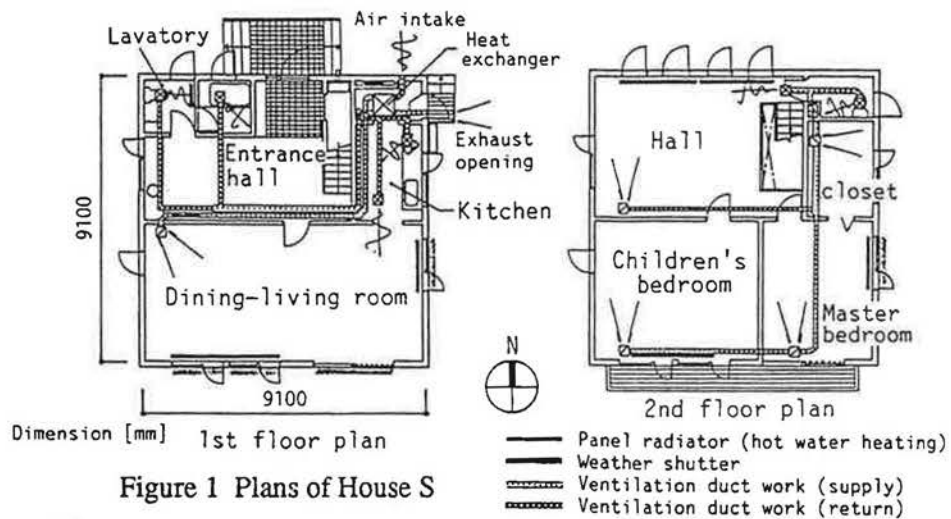 Air intake
Lavatory
Heat
exchanger
Entrance
hall
Exhaust
opening
Kitchen
9100
Dining-living room
9100
Dimension [mm]
1st floor plan
Hall
closet
Children's
bedroom
Master
bedroom
N
2nd floor plan
Panel radiator (hot water heating)
Weather shutter
Ventilation duct work (supply)
Ventilation duct work (return)
Figure 1 Plans of House S